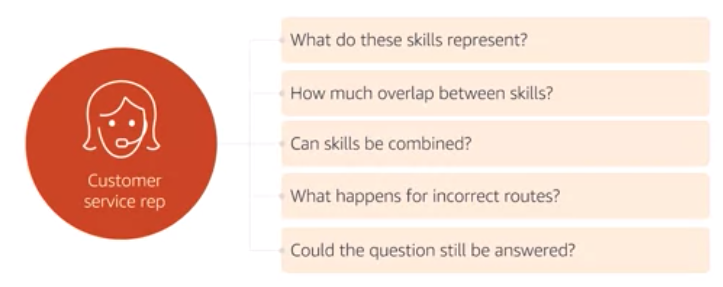 Customer
service rep
What do these skills represent?
How much overlap between skills?
Can skills be combined?
What happens for incorrect routes?
Could the question still be answered?